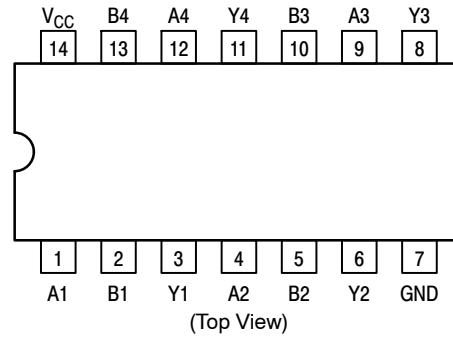 VCC B4 A4 Y4 B3 A3 Y3
14 13 12 11 10 9 8
1 2 3 4 5 6 7
A1 B1 Y1 A2 B2 Y2 GND
(Top View)